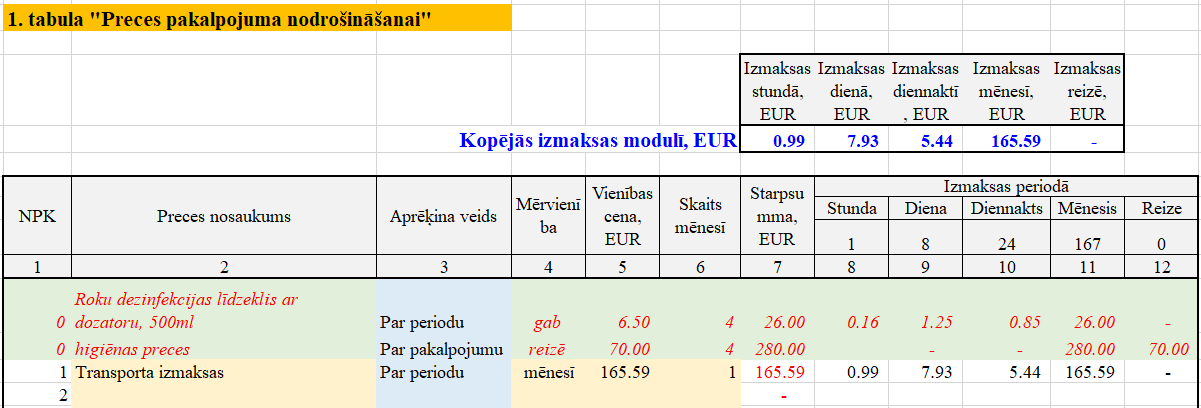 1. tabula "Preces pakalpojuma nodrošināšanai"
Izmaksas stundā, EUR Izmaksas dienā, EUR Izmaksas diennaktī , EUR Izmaksas mēnesī, EUR Izmaksas reizē, EUR
Kopējās izmaksas modulī, EUR 0.99 7.93 5.44 165.59 -
NPK Preces nosaukums Aprēķina veids Mērvienī ba Vienības cena, EUR Skaits mēnesī Starpsu mma, EUR Izmaksas periodā
Stunda Diena Diennakts Mēnesis Reize
1 8 24 167 0
1 2 3 4 5 6 7 8 9 10 11 12
Roku dezinfekcijas līdzeklis ar
0 dozatoru, 500ml Par periodu gab 6.50 4 26.00 0.16 1.25 0.85 26.00 -
0 higiēnas preces Par pakalpojumu reizē 70.00 4 280.00 - - 280.00 70.00
1 Transporta izmaksas Par periodu mēnesī 165.59 1 165.59 0.99 7.93 5.44 165.59 -
2 -